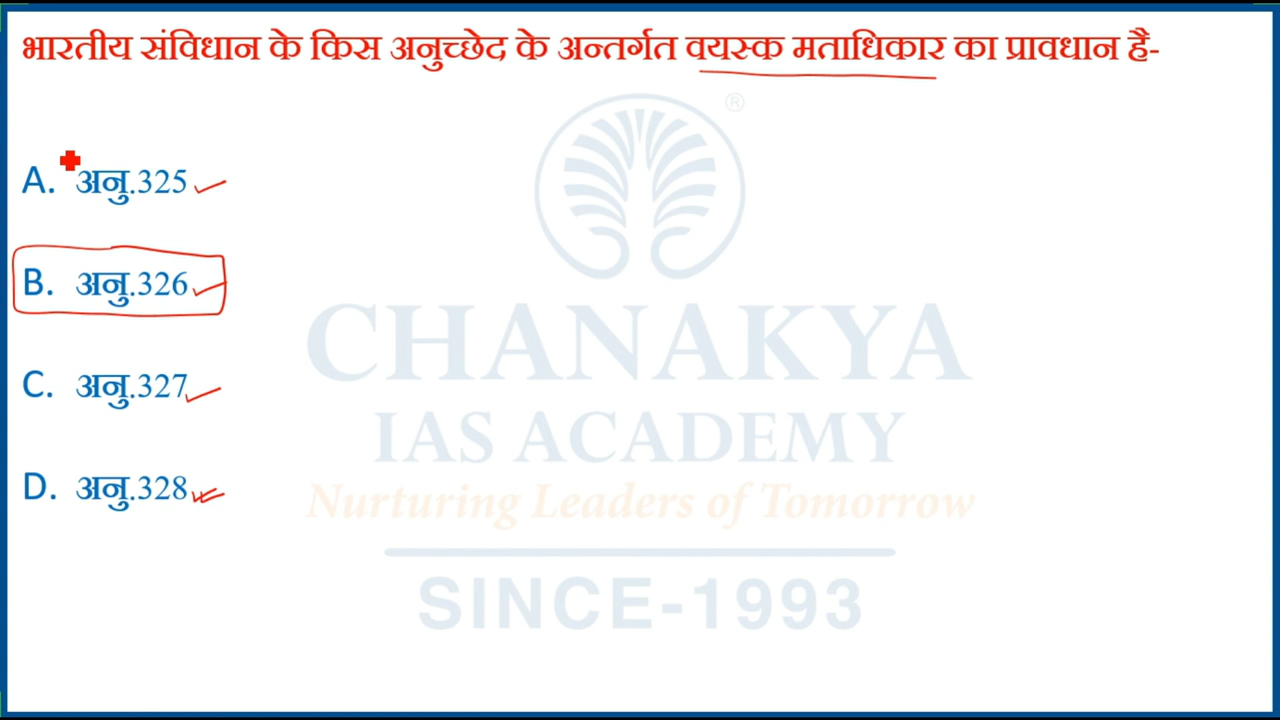 भारतीय संविधान के किस अनुच्छेद के अन्तर्गत वयस्क मताधिकार का प्रावधान है-
®
A. अनु.325
B. अनु.326
CHANAKYA
C. अनु.327
IAS ACADEMY
D. अनु.328
Nurturing Leaders of Tomorrow
SINCE-1993